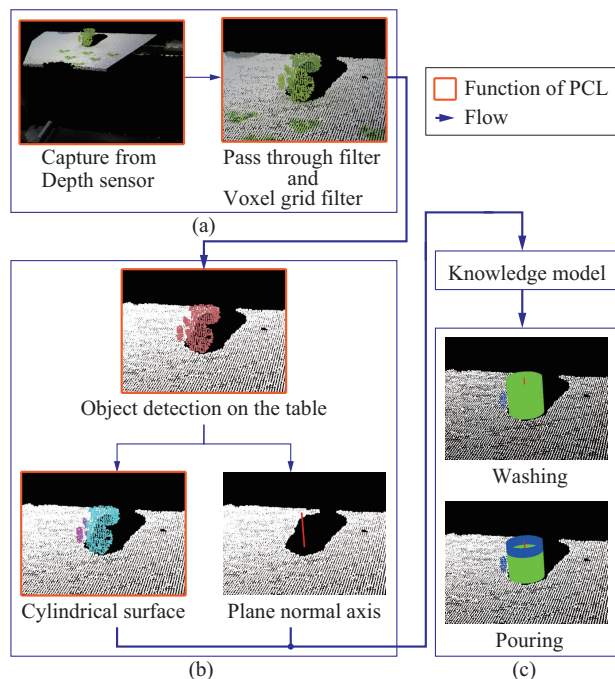 Function of PCL
Flow
Capture from
Depth sensor
Pass through filter
and
Voxel grid filter
(a)
Knowledge model
Object detection on the table
Washing
Cylindrical surface
Plane normal axis
Pouring
(b)
(c)